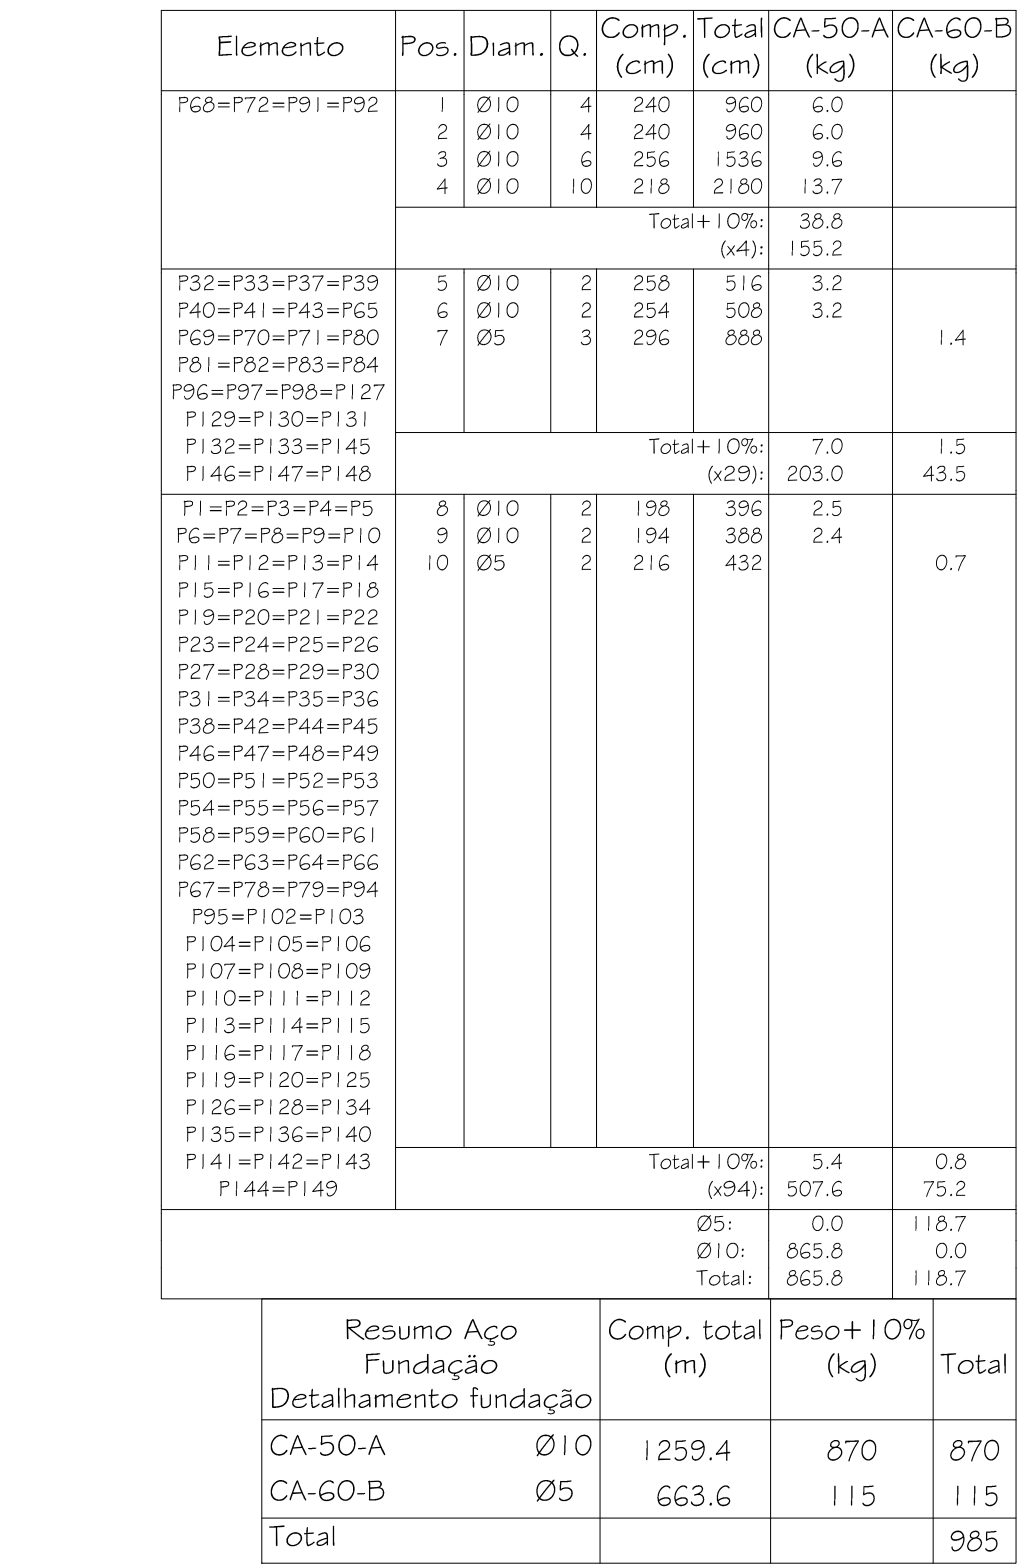 Elemento Pos. Diam. Q. Comp. (cm) Total (cm) CA-50-A (kg) CA-60-B (kg)
P68=P72=P91=P92 1 Ø10 4 240 960 6.0
2 Ø10 4 240 960 6.0
3 Ø10 6 256 1536 9.6
4 Ø10 10 218 2180 13.7
Total+10%: 38.8
(x4): 155.2
P32=P33=P37=P39 5 Ø10 2 258 516 3.2
P40=P41=P43=P65 6 Ø10 2 254 508 3.2
P69=P70=P71=P80 7 Ø5 3 296 888 1.4
P81=P82=P83=P84
P96=P97=P98=P127
P129=P130=P131
P132=P133=P145 Total+10%: 7.0 1.5
P146=P147=P148 (x29): 203.0 43.5
P1=P2=P3=P4=P5 8 Ø10 2 198 396 2.5
P6=P7=P8=P9=P10 9 Ø10 2 194 388 2.4
P11=P12=P13=P14 10 Ø5 2 216 432 0.7
P15=P16=P17=P18
P19=P20=P21=P22
P23=P24=P25=P26
P27=P28=P29=P30
P31=P34=P35=P36
P38=P42=P44=P45
P46=P47=P48=P49
P50=P51=P52=P53
P54=P55=P56=P57
P58=P59=P60=P61
P62=P63=P64=P66
P67=P78=P79=P94
P95=P102=P103
P104=P105=P106
P107=P108=P109
P110=P111=P112
P113=P114=P115
P116=P117=P118
P119=P120=P125
P126=P128=P134
P135=P136=P140
P141=P142=P143 Total+10%: 5.4 0.8
P144=P149 (x94): 507.6 75.2
Ø5: 0.0 118.7
Ø10: 865.8 0.0
Total: 865.8 118.7
Resumo Aço Comp. total Peso+10%
Fundaçäo (m) (kg) Total
Detalhamento fundação
CA-50-A Ø10 1259.4 870 870
CA-60-B Ø5 663.6 115 115
Total 985